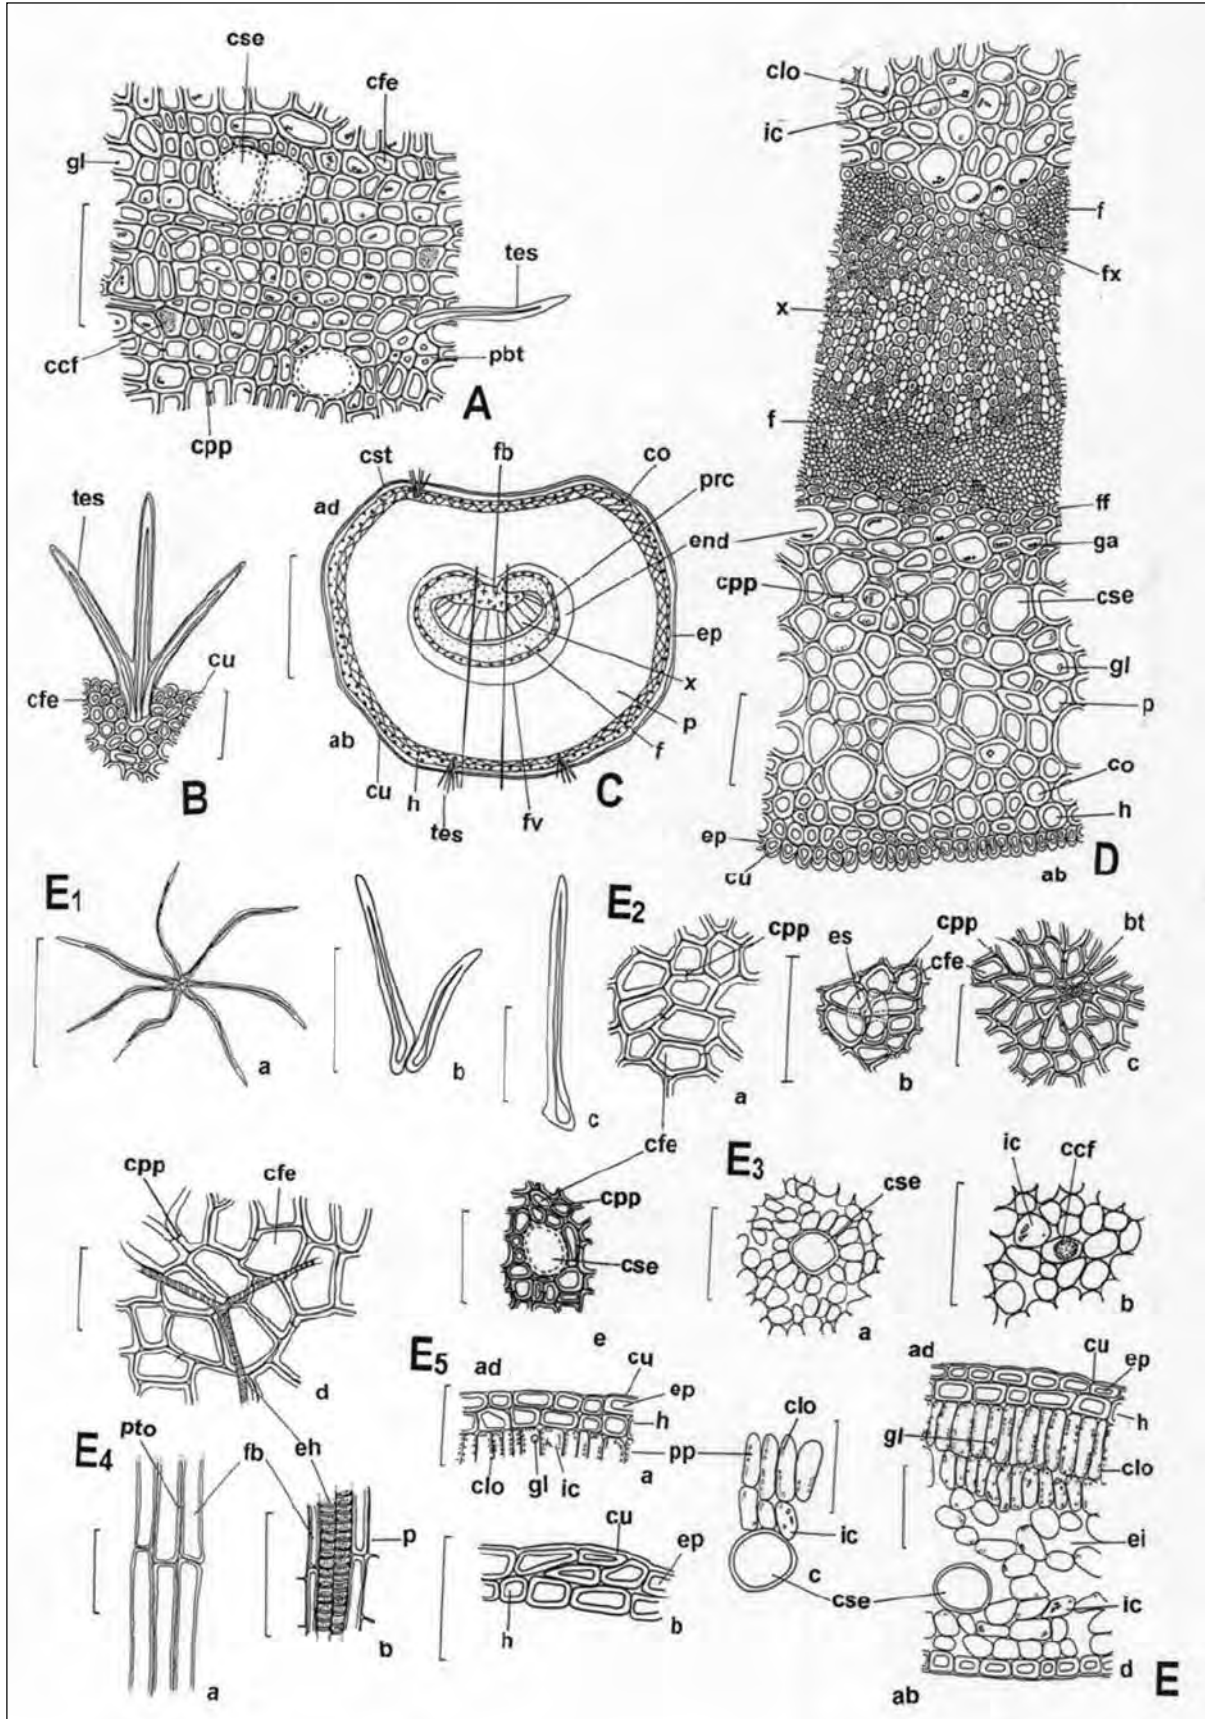 cse
cfe
gl
tes
ccf
pbt
cpp
A
clo
ic
f
fx
x
f
ff
ga
cpp
cse
gl
p
co
h
ep
cu
ab
D
tes
cu
cfe
B
cst
fb
co
prc
ad
end
ep
x
p
f
ab
cu
h
tes
fv
C
E1
a
b
c
E2
cpp
es
cpp
cfe
bt
a
b
c
cfe
cpp
cfe
d
cpp
cse
e
E3
cse
a
ic
ccf
b
E4
pto
fb
eh
p
a
b
E5
ad
cu
ep
h
pp
clo
gl
ic
a
cu
ep
h
b
clo
ic
c
cse
ad
cu
ep
h
gl
clo
ei
ic
d
ab
E